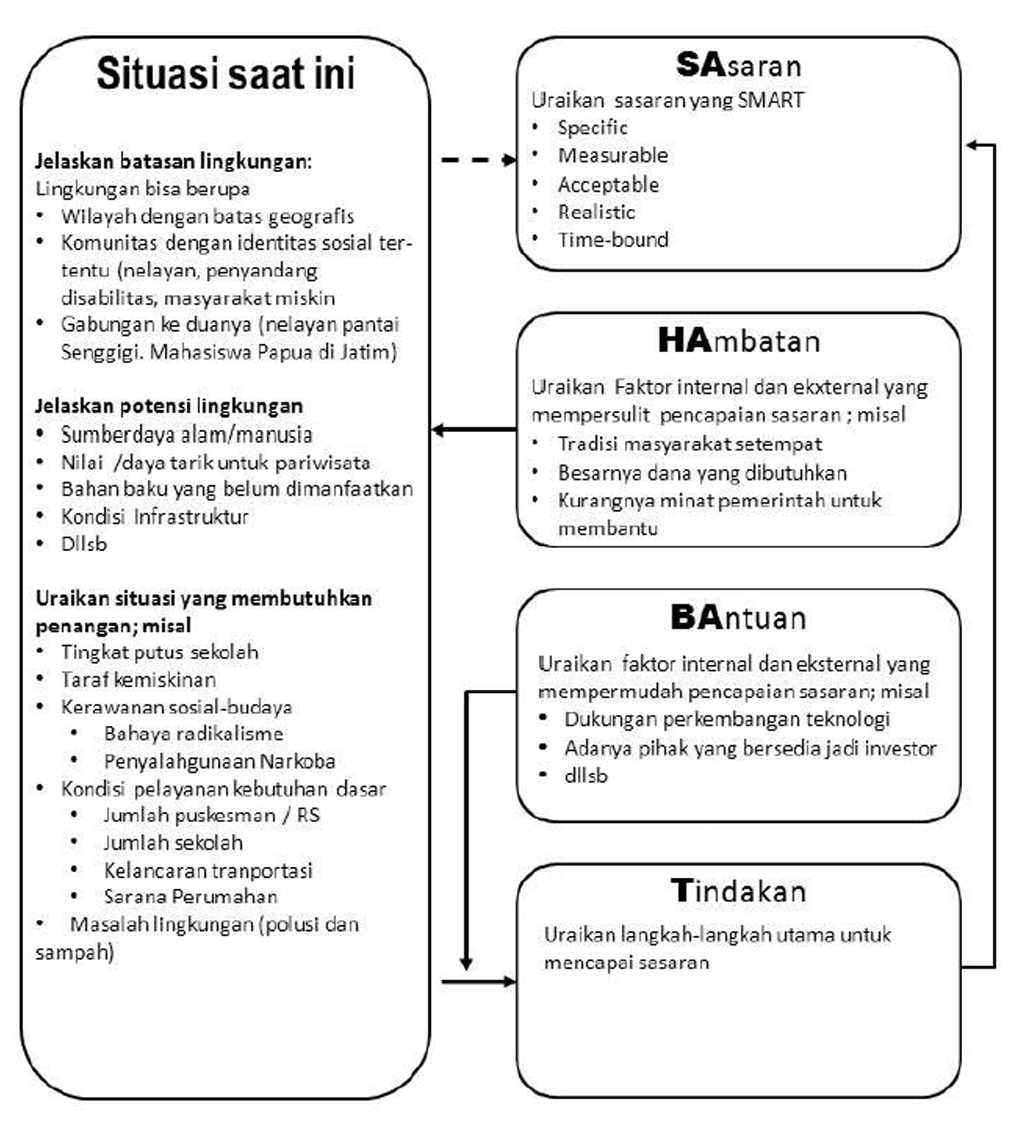 Situasi saat ini
Jelaskan batasan lingkungan:
Lingkungan bisa berupa
• Wilayah dengan batas geografis
• Komunitas dengan identitas sosial ter-
tentu (nelayan, penyandang
disabilitas, masyarakat miskin
• Gabungan ke duanya (nelayan pantai
Senggigi. Mahasiswa Papua di Jatim)
Jelaskan potensi lingkungan
• Sumberdaya alam/manusia
• Nilai /daya tarik untuk pariwisata
• Bahan baku yang belum dimanfaatkan
• Kondisi Infrastruktur
• Dllsb
Uraikan situasi yang membutuhkan
penangan; misal
• Tingkat putus sekolah
• Taraf kemiskinan
• Kerawanan sosial-budaya
• Bahaya radikalisme
• Penyalahgunaan Narkoba
• Kondisi pelayanan kebutuhan dasar
• Jumlah puskesman / RS
• Jumlah sekolah
• Kelancaran tranportasi
• Sarana Perumahan
• Masalah lingkungan (polusi dan
sampah)
SAsaran
Uraikan sasaran yang SMART
• Specific
• Measurable
• Acceptable
• Realistic
• Time-bound
HAmbatan
Uraikan Faktor internal dan ekxternal yang
mempersulit pencapaian sasaran ; misal
• Tradisi masyarakat setempat
• Besarnya dana yang dibutuhkan
• Kurangnya minat pemerintah untuk
membantu
BAntuan
Uraikan faktor internal dan eksternal yang
mempermudah pencapaian sasaran; misal
• Dukungan perkembangan teknologi
• Adanya pihak yang bersedia jadi investor
• dllsb
Tindakan
Uraikan langkah-langkah utama untuk
mencapai sasaran